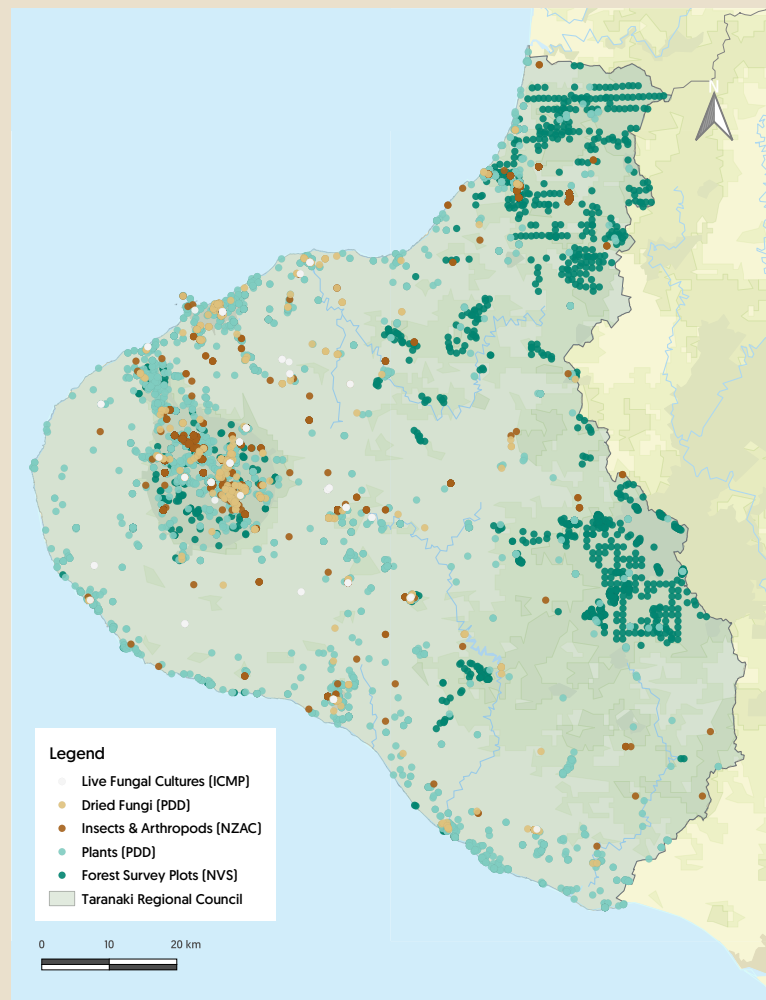 N
Legend
Live Fungal Cultures (ICMP)
Dried Fungi (PDD)
Insects & Arthropods (NZAC)
Plants (PDD)
Forest Survey Plots (NVS)
Taranaki Regional Council
0 10 20 km